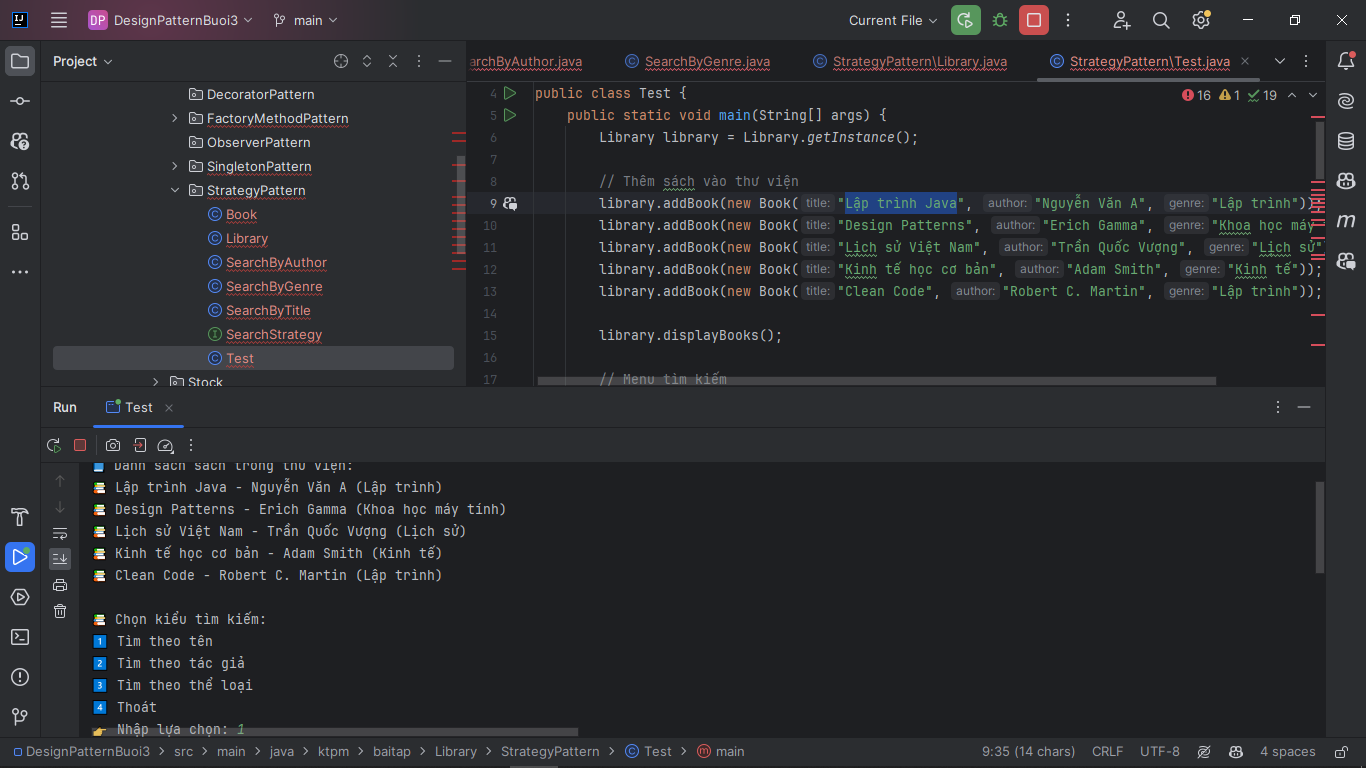 DP DesignPatternBuoi3 main Current File
Project
DecoratorPattern
FactoryMethodPattern
ObserverPattern
SingletonPattern
StrategyPattern
Book
Library
SearchByAuthor
SearchByGenre
SearchByTitle
SearchStrategy
Test
Stock
archByAuthor.java SearchByGenre.java StrategyPattern\Library.java StrategyPattern\Test.java
16 1 19
4 public class Test {
5 public static void main(String[] args) {
6 Library library = Library.getInstance();
7
8 // Thêm sách vào thư viện
9 library.addBook(new Book( title: "Lập trình Java", author: "Nguyễn Văn A", genre: "Lập trình"));
10 library.addBook(new Book( title: "Design Patterns", author: "Erich Gamma", genre: "Khoa học máy
11 library.addBook(new Book( title: "Lịch sử Việt Nam", author: "Trần Quốc Vượng", genre: "Lịch sử"
12 library.addBook(new Book( title: "Kinh tế học cơ bản", author: "Adam Smith", genre: "Kinh tế"));
13 library.addBook(new Book( title: "Clean Code", author: "Robert C. Martin", genre: "Lập trình"));
14
15 library.displayBooks();
16
17 // Menu tìm kiếm
Run Test
Danh sách sách trong thư viện:
Lập trình Java - Nguyễn Văn A (Lập trình)
Design Patterns - Erich Gamma (Khoa học máy tính)
Lịch sử Việt Nam - Trần Quốc Vượng (Lịch sử)
Kinh tế học cơ bản - Adam Smith (Kinh tế)
Clean Code - Robert C. Martin (Lập trình)
Chọn kiểu tìm kiếm:
1 Tìm theo tên
2 Tìm theo tác giả
3 Tìm theo thể loại
4 Thoát
Nhập lựa chọn: 1
DesignPatternBuoi3 > src > main > java > ktpm > baitap > Library > StrategyPattern > Test > main 9:35 (14 chars) CRLF UTF-8 4 spaces